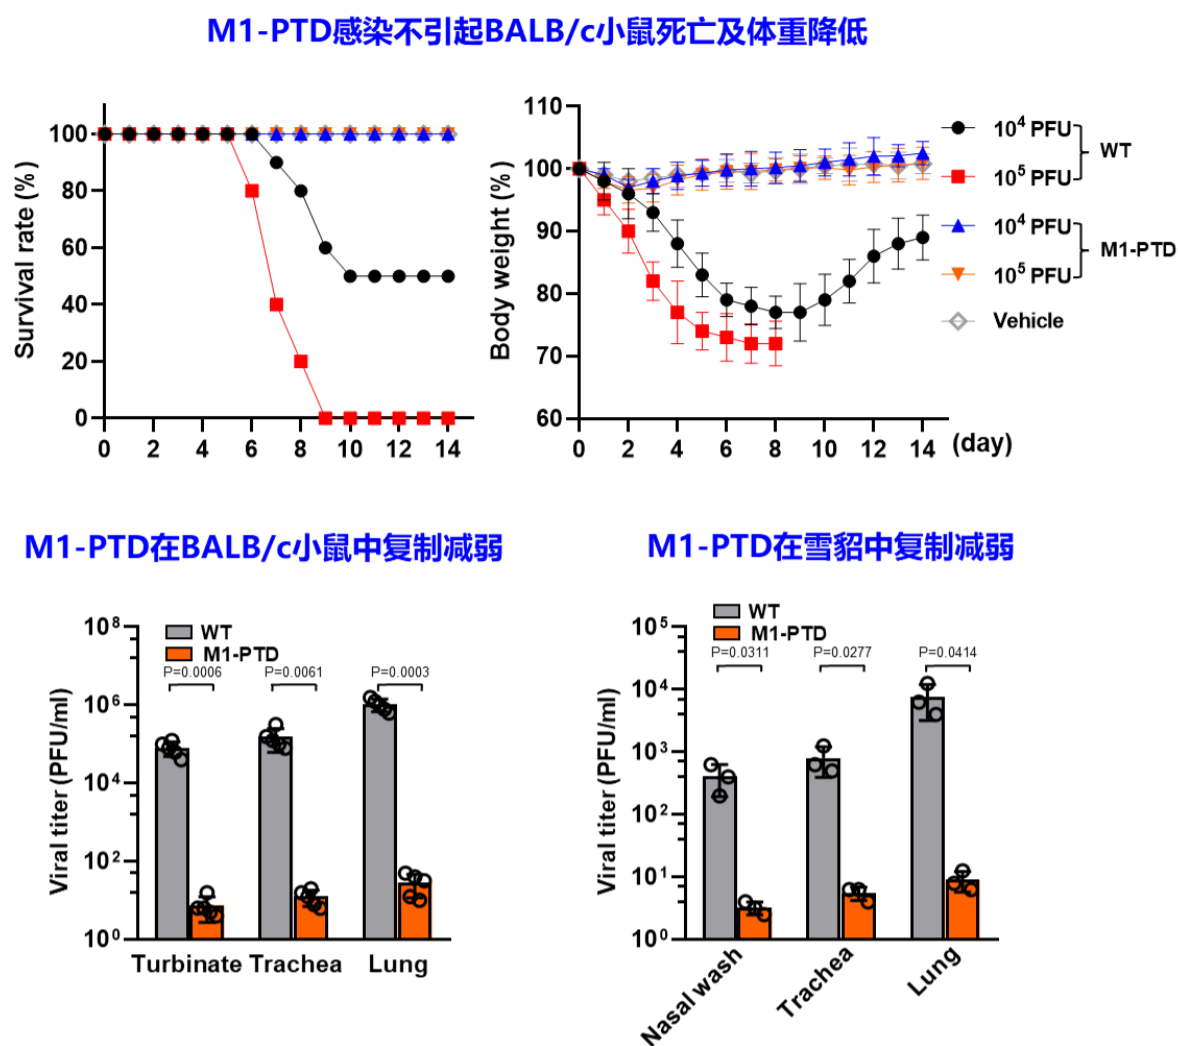 M1-PTD感染不引起BALB/c小鼠死亡及体重降低
Survival rate (%)
100
80
60
40
20
0
0 2 4 6 8 10 12 14
Body weight (%)
110
100
90
80
70
60
0 2 4 6 8 10 12 14 (day)
10⁴ PFU
10⁵ PFU
WT
10⁴ PFU
10⁵ PFU
M1-PTD
Vehicle
M1-PTD在BALB/c小鼠中复制减弱
Viral titer (PFU/ml)
10⁸
10⁶
10⁴
10²
10⁰
WT
M1-PTD
P=0.0006 P=0.0061 P=0.0003
Turbinate Trachea Lung
M1-PTD在雪貂中复制减弱
Viral titer (PFU/ml)
10⁵
10⁴
10³
10²
10¹
10⁰
WT
M1-PTD
P=0.0311 P=0.0277 P=0.0414
Nasal wash
Trachea
Lung